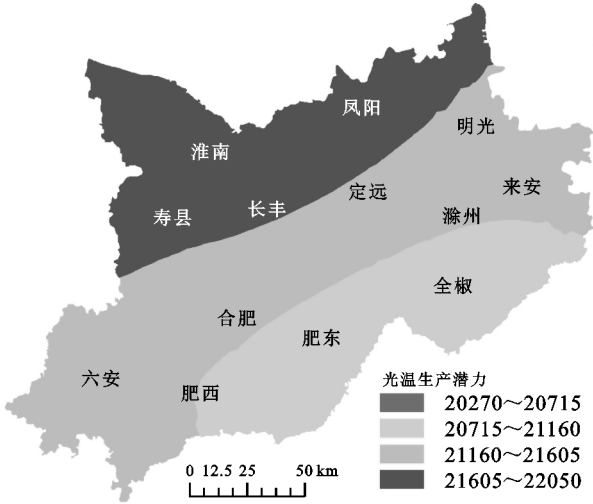 凤阳
明光
淮南
定远
来安
寿县
长丰
滁州
全椒
合肥
肥东
六安
肥西
光温生产潜力
20270～20715
20715～21160
21160～21605
21605～22050
0 12.5 25 50 km